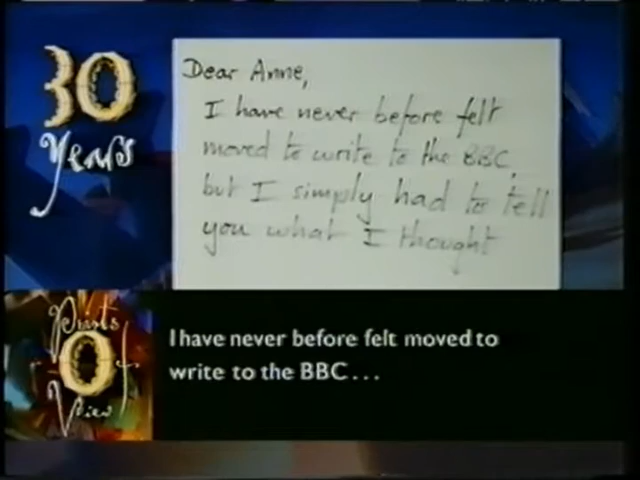 30
Years
Dear Anne,
I have never before felt
moved to write to the BBC,
but I simply had to tell
you what I thought
Points
Of
View
I have never before felt moved to
write to the BBC...